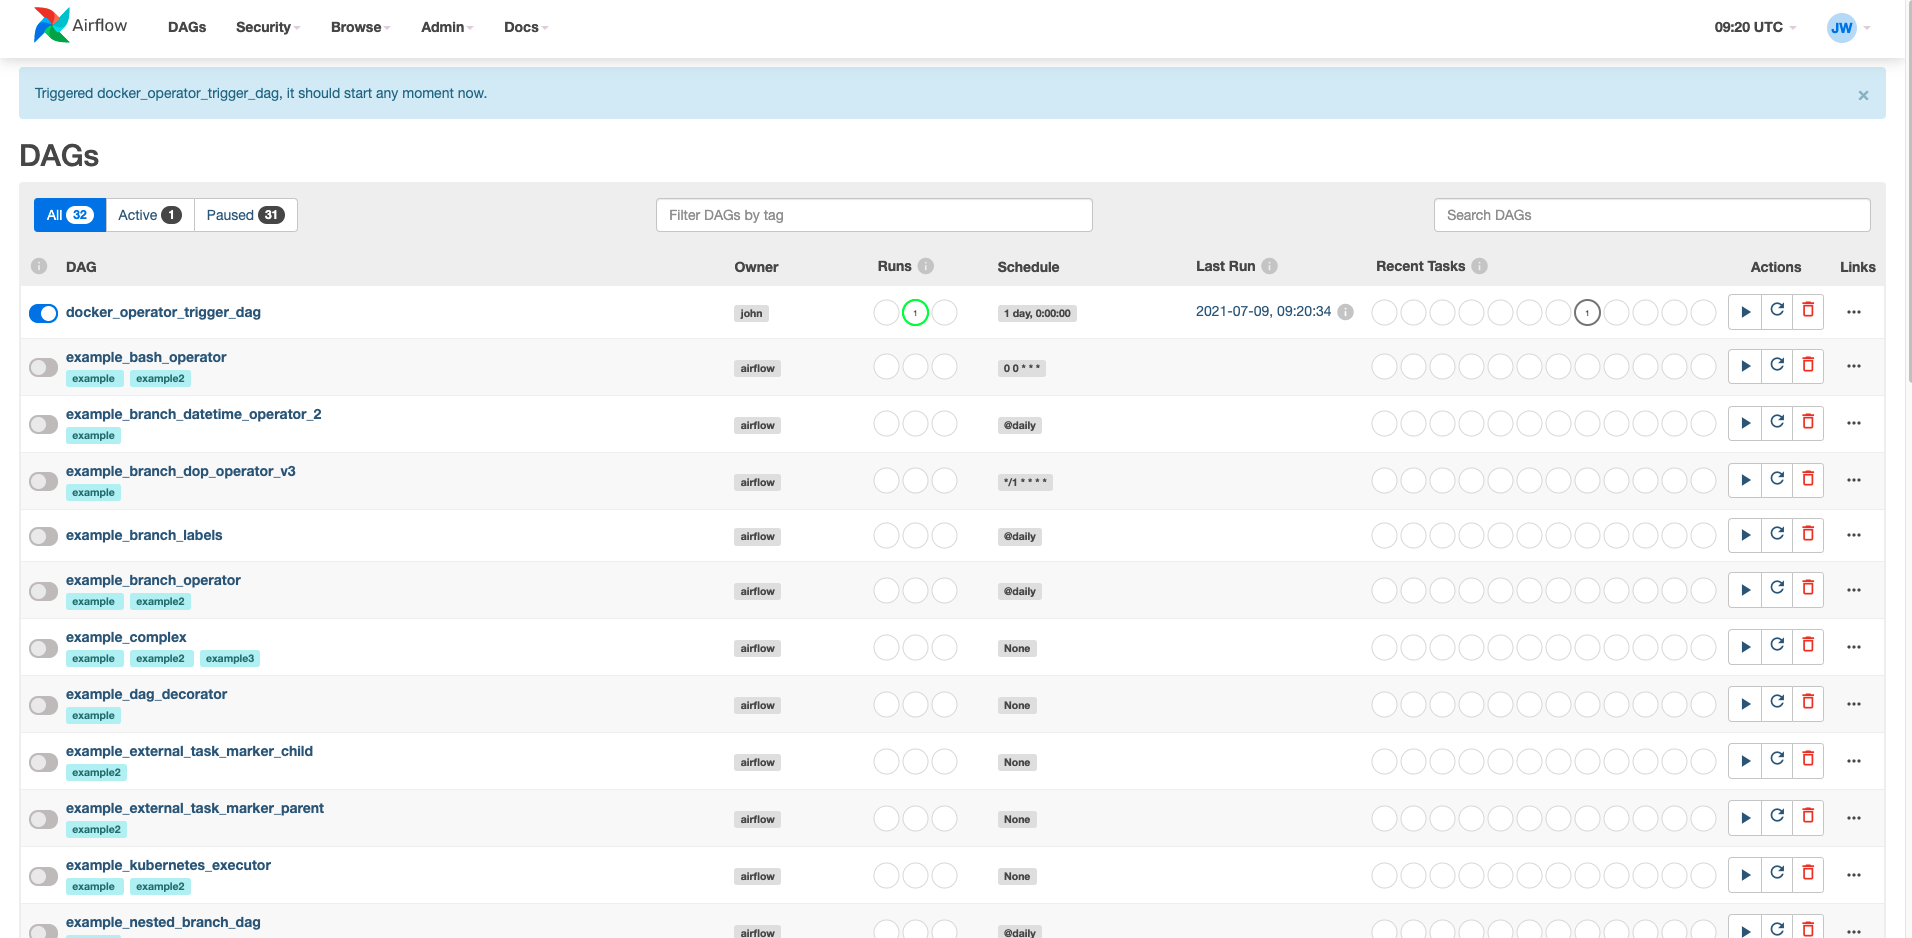 Airflow DAGs Security Browse Admin Docs 09:20 UTC JW
Triggered docker_operator_trigger_dag, it should start any moment now. ×
DAGs
All 32 Active 1 Paused 31 Filter DAGs by tag Search DAGs
i DAG Owner Runs i Schedule Last Run i Recent Tasks i Actions Links
docker_operator_trigger_dag john 1 1 day, 0:00:00 2021-07-09, 09:20:34 i 1
example_bash_operator
example example2 airflow 0 0 * * *
example_branch_datetime_operator_2
example airflow @daily
example_branch_dop_operator_v3
example airflow */1 * * * *
example_branch_labels airflow @daily
example_branch_operator
example example2 airflow @daily
example_complex
example example2 example3 airflow None
example_dag_decorator
example airflow None
example_external_task_marker_child
example2 airflow None
example_external_task_marker_parent
example2 airflow None
example_kubernetes_executor
example example2 airflow None
example_nested_branch_dag
airflow @daily